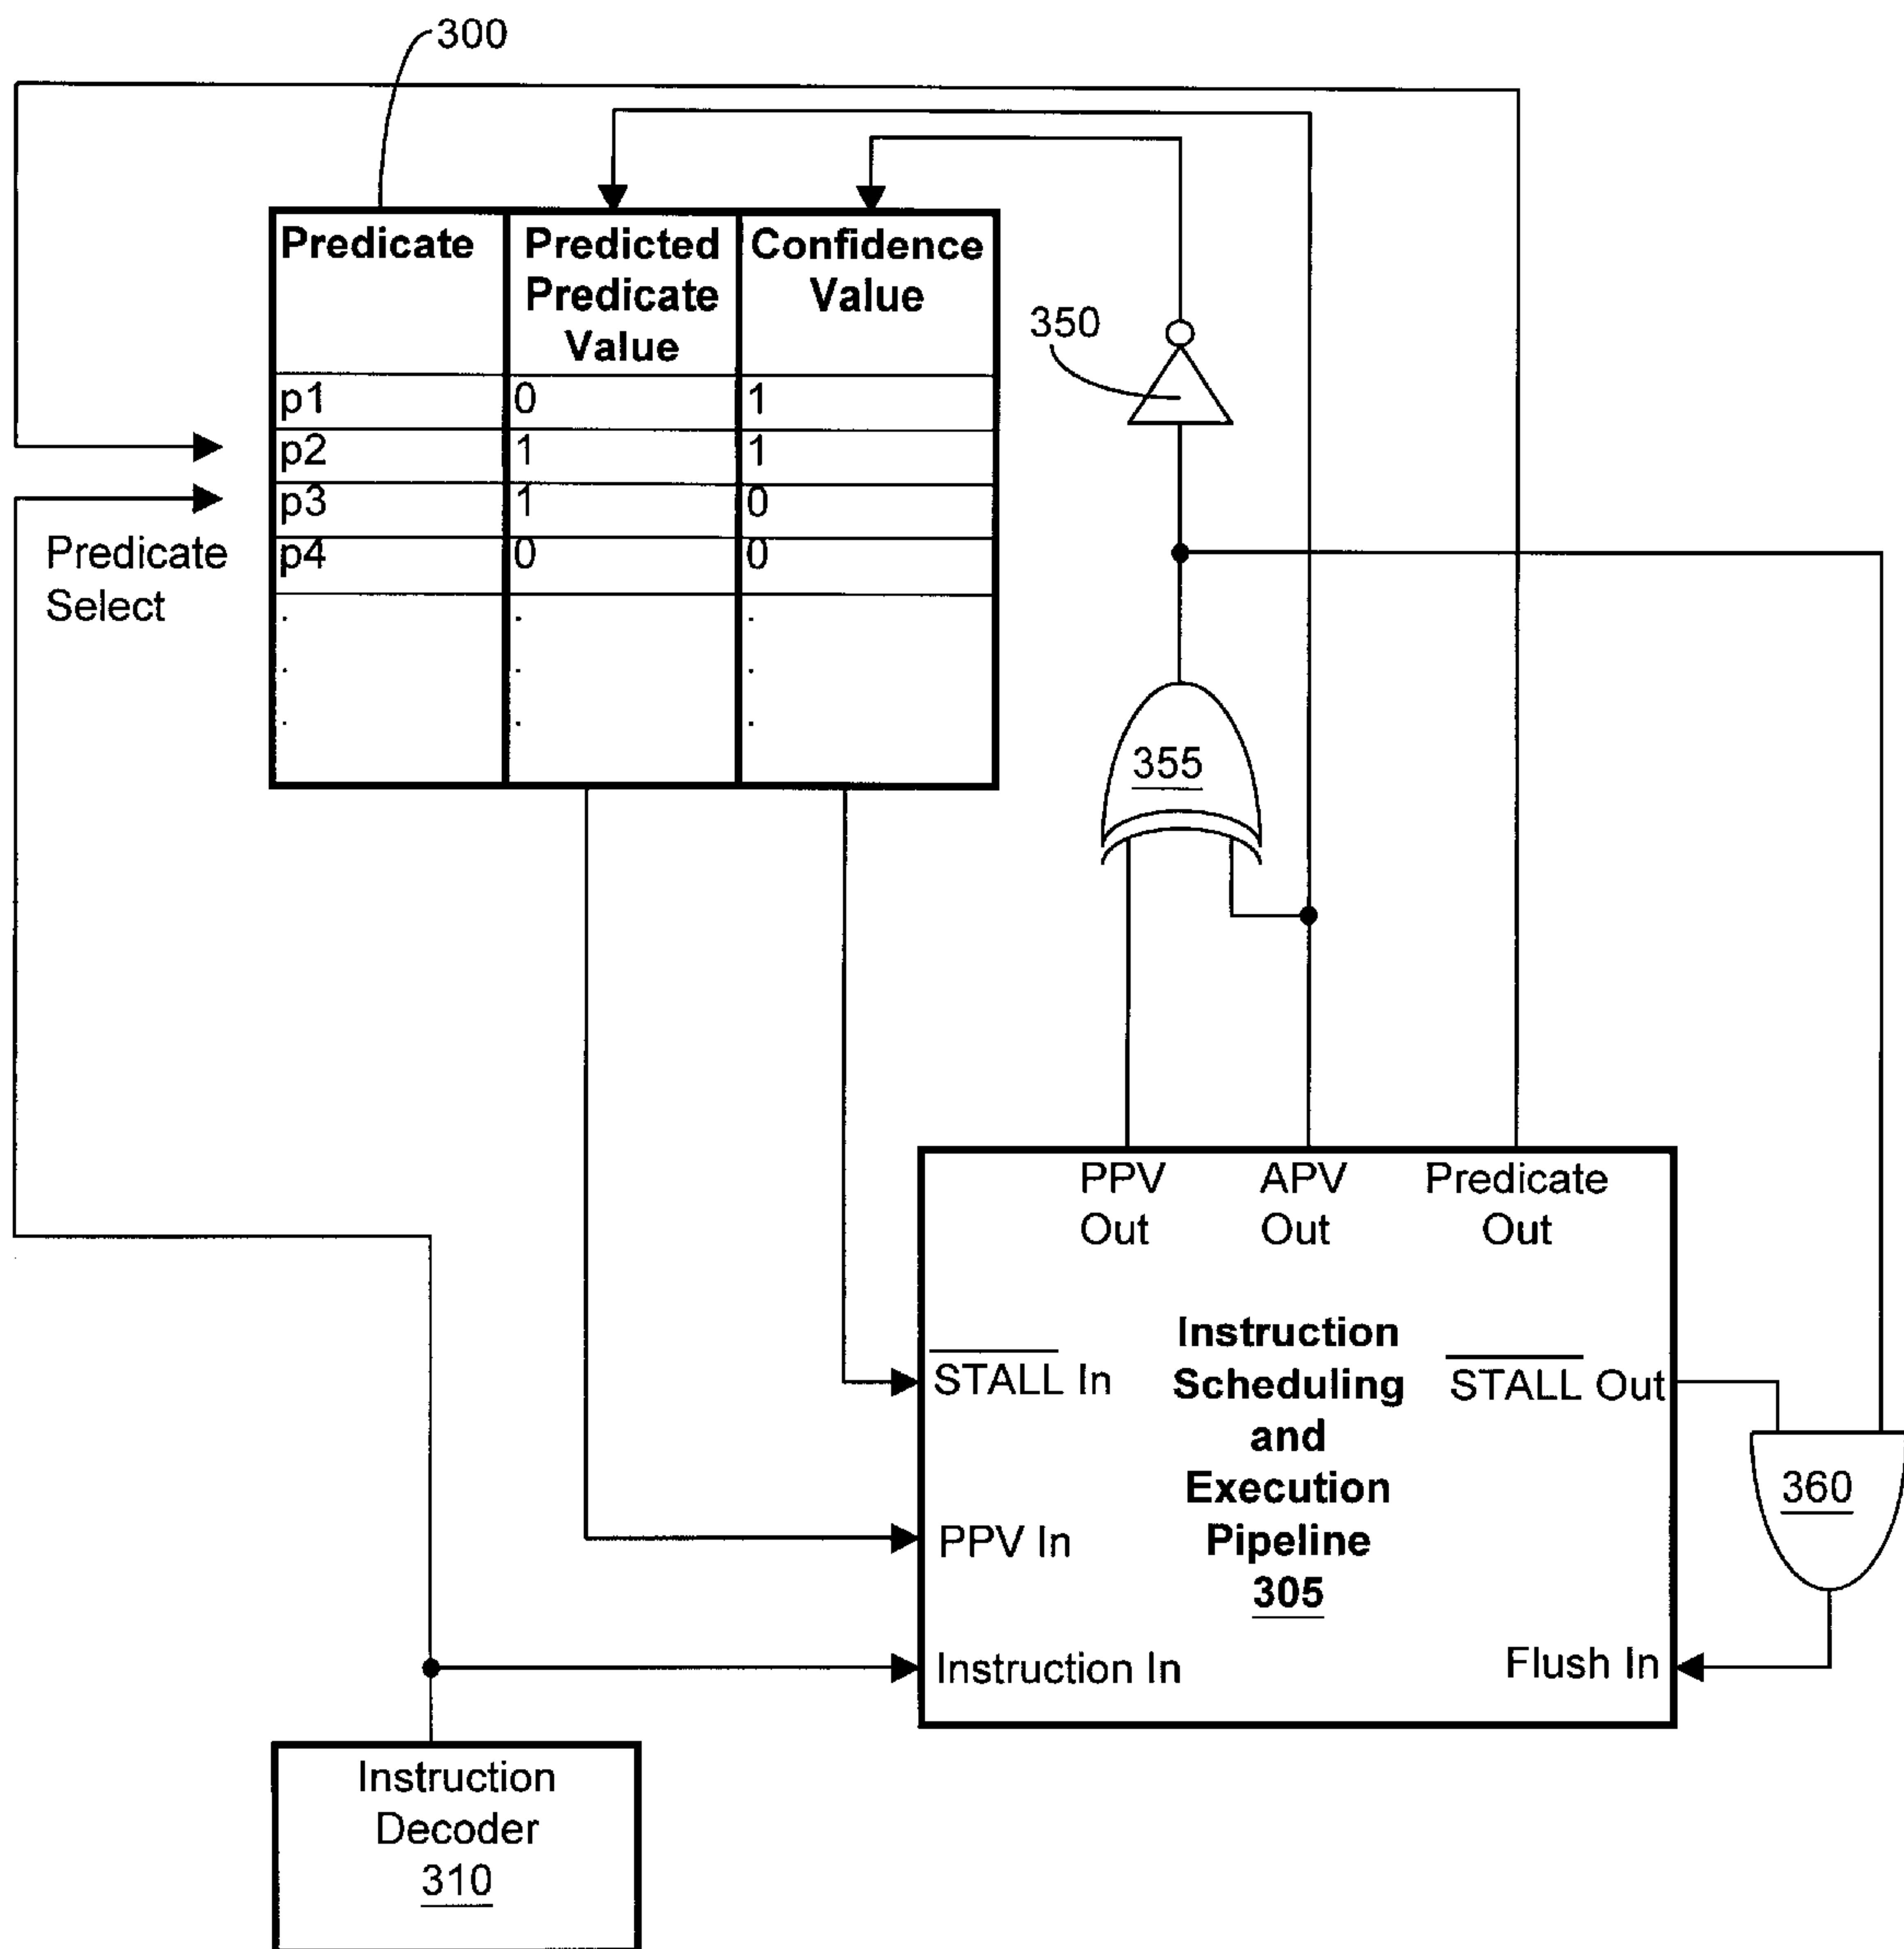 300
Predicate
Predicted
Predicate
Value
Confidence
Value
p1 0 1
p2 1 1
p3 1 0
p4 0 0
. . .
. . .
. . .
Predicate
Select
350
355
PPV
Out
APV
Out
Predicate
Out
STALL In
PPV In
Instruction In
Instruction
Scheduling
and
Execution
Pipeline
305
STALL Out
Flush In
360
Instruction
Decoder
310